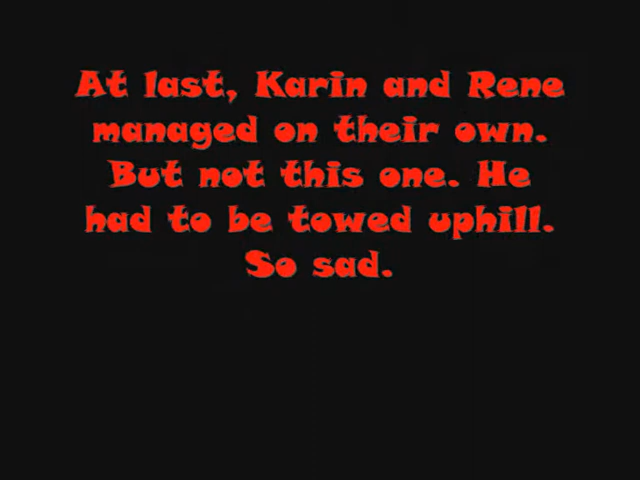 At last, Karin and Rene
managed on their own.
But not this one. He
had to be towed uphill.
So sad.